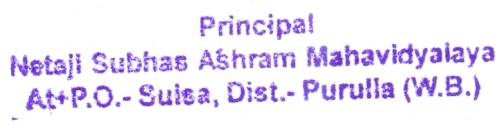 Principal
Netaji Subhas Ashram Mahavidyalaya
At+P.O.- Suisa, Dist.- Purulia (W.B.)